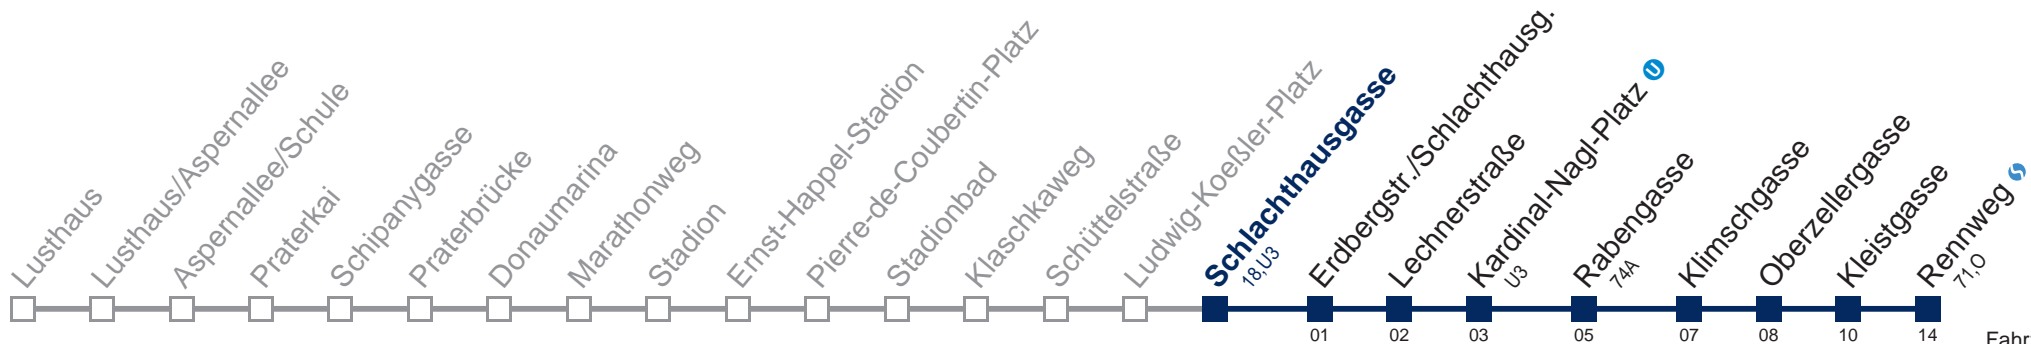 Lusthaus
Lusthaus/Aspernallee
Aspernallee/Schule
Praterkai
Schipanygasse
Praterbrücke
Donaumarina
Marathonweg
Stadion
Ernst-Happel-Stadion
Pierre-de-Coubertin-Platz
Stadionbad
Klaschkaweg
Schüttelstraße
Ludwig-Koeßler-Platz
Schlachthausgasse
18,U3
Erdbergstr./Schlachthausg.
Lechnerstraße
Kardinal-Nagl-Platz U
U3
Rabengasse
74A
Klimschgasse
Oberzellergasse
Kleistgasse
Rennweg S
71,O
01 02 03 05 07 08 10 14
Fahr